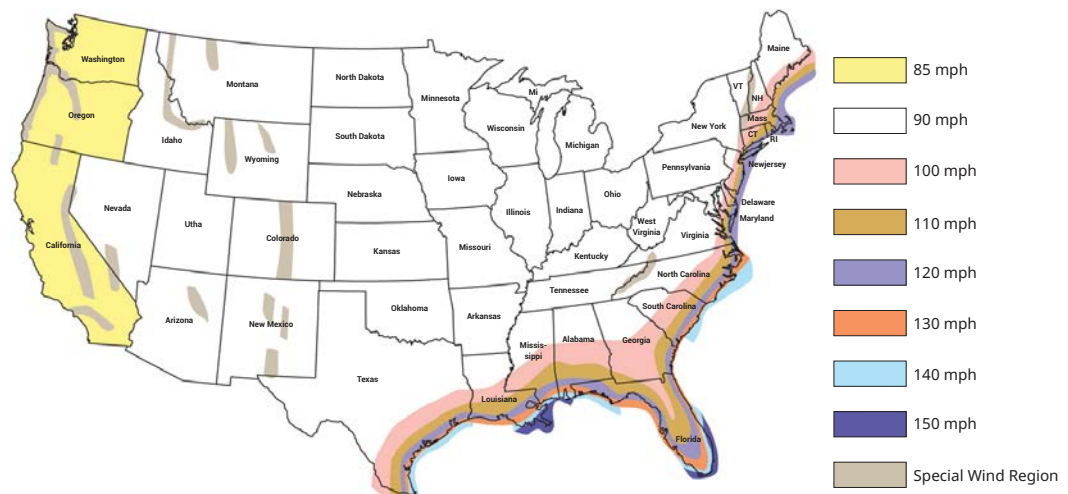 Washington
Oregon
California
Nevada
Idaho
Montana
Wyoming
Utha
Colorado
Arizona
New Mexico
North Dakota
South Dakota
Nebraska
Kansas
Oklahoma
Texas
Minnesota
Iowa
Missouri
Arkansas
Louisiana
Wisconsin
Illinois
Mi
Michigan
Indiana
Ohio
Kentucky
Tennessee
Missis-
sippi
Alabama
Georgia
Florida
South Carolina
North Carolina
Virginia
West
Virginia
Pennsylvania
New York
VT
NH
Maine
Mass
CT
RI
Newjersey
Delaware
Maryland
85 mph
90 mph
100 mph
110 mph
120 mph
130 mph
140 mph
150 mph
Special Wind Region